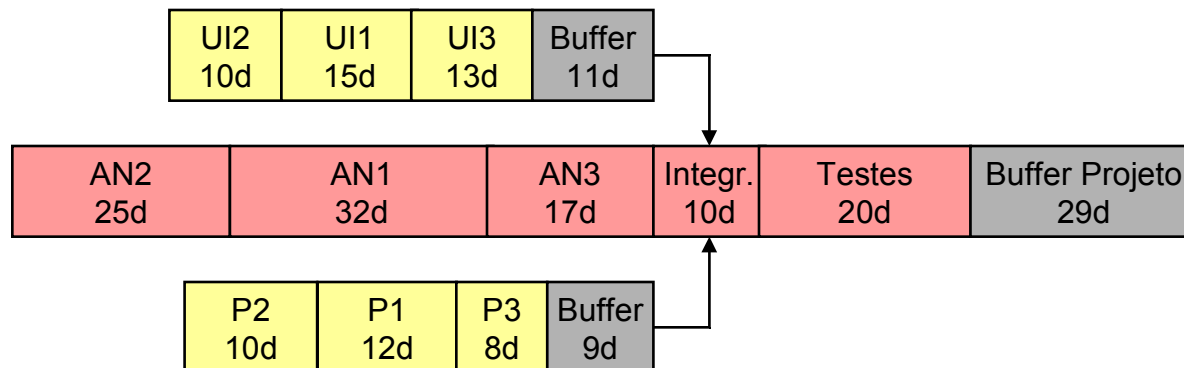 UI2 UI1 UI3 Buffer
10d 15d 13d 11d
AN2 AN1 AN3 Integr. Testes Buffer Projeto
25d 32d 17d 10d 20d 29d
P2 P1 P3 Buffer
10d 12d 8d 9d